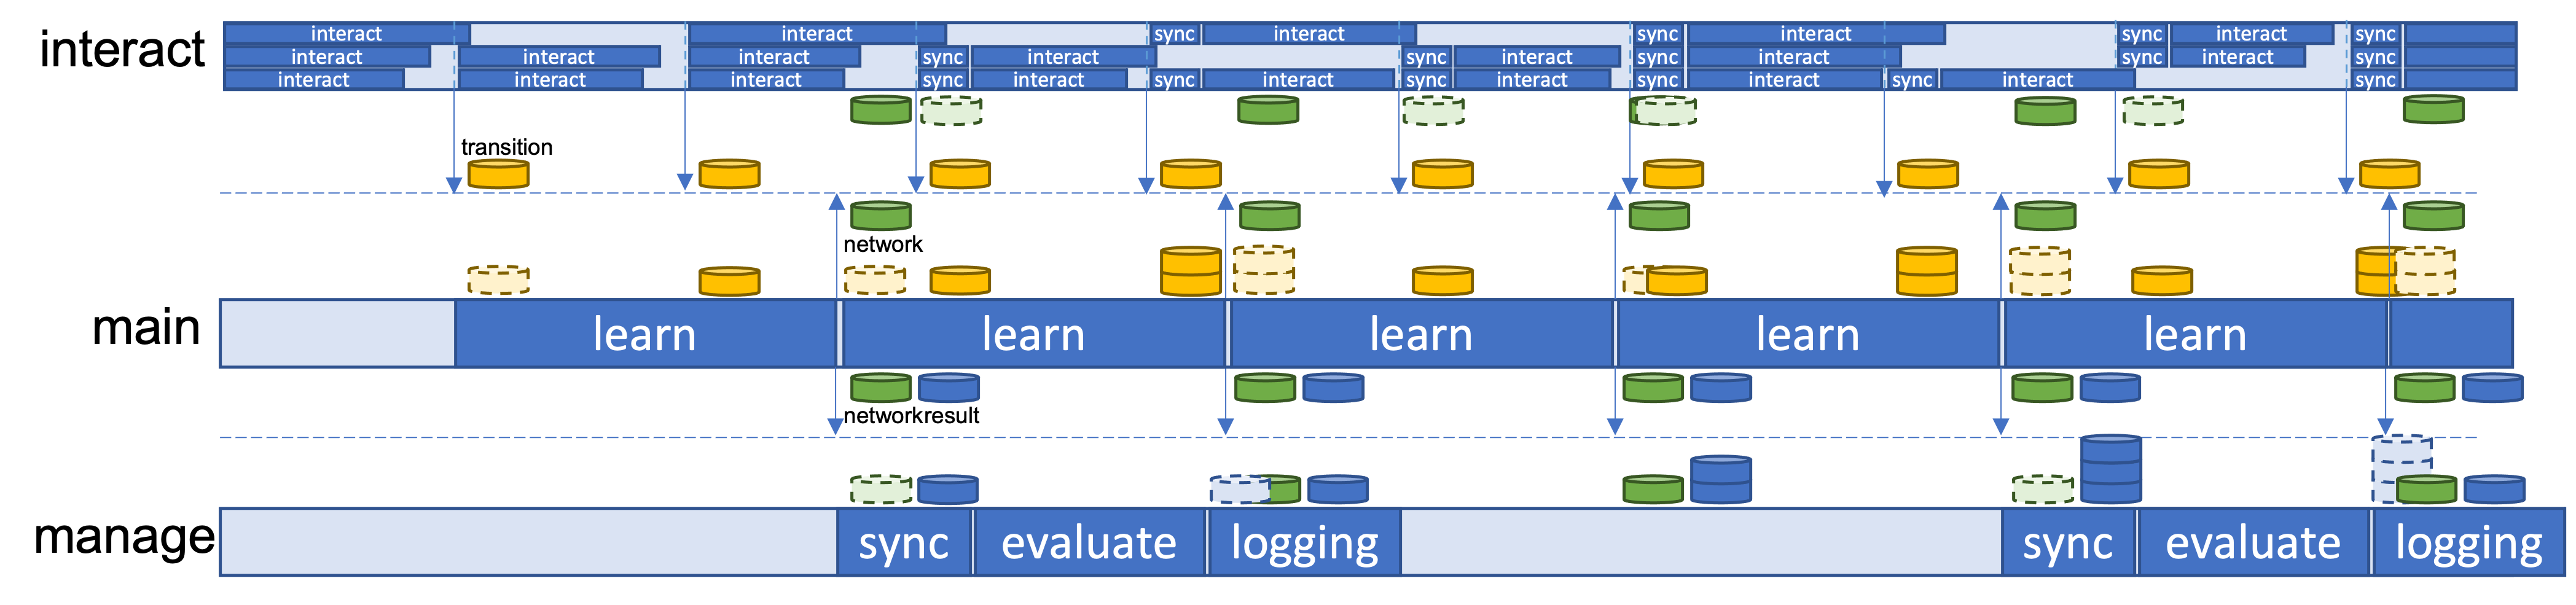 interact
interact interact sync interact sync interact sync interact sync
interact interact interact sync interact sync interact sync interact sync interact sync
interact interact interact sync interact sync interact sync interact sync interact sync interact sync
transition
network
main
learn learn learn learn learn
networkresult
manage
sync evaluate logging sync evaluate logging